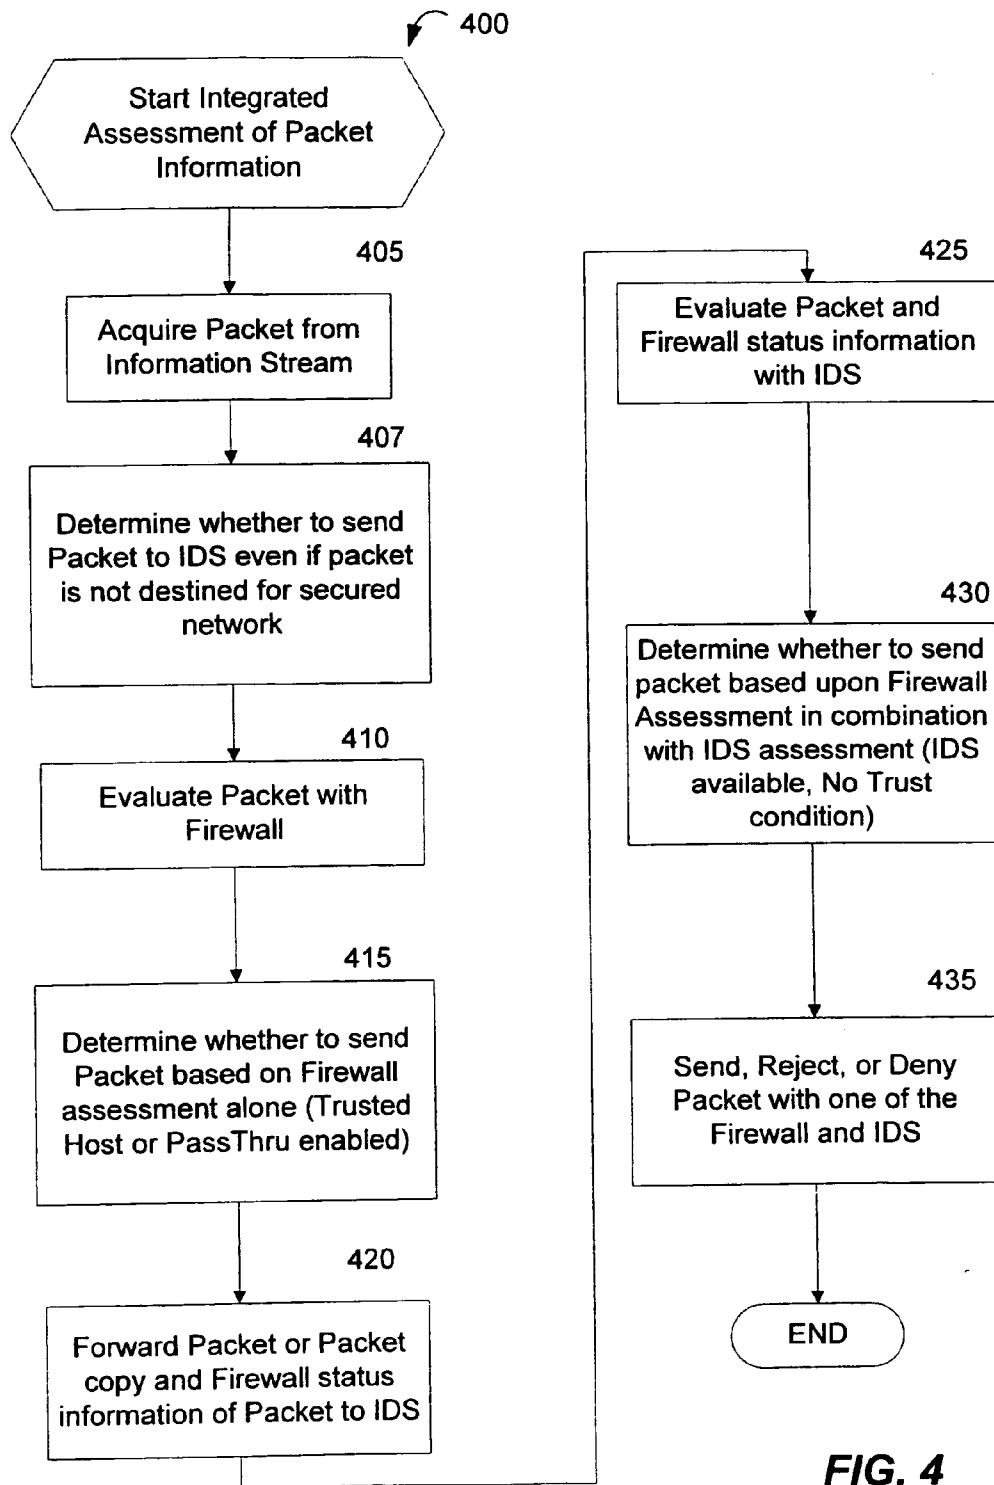 400
Start Integrated
Assessment of Packet
Information
405
Acquire Packet from
Information Stream
407
Determine whether to send
Packet to IDS even if packet
is not destined for secured
network
410
Evaluate Packet with
Firewall
415
Determine whether to send
Packet based on Firewall
assessment alone (Trusted
Host or PassThru enabled)
420
Forward Packet or Packet
copy and Firewall status
information of Packet to IDS
425
Evaluate Packet and
Firewall status information
with IDS
430
Determine whether to send
packet based upon Firewall
Assessment in combination
with IDS assessment (IDS
available, No Trust
condition)
435
Send, Reject, or Deny
Packet with one of the
Firewall and IDS
END
FIG. 4